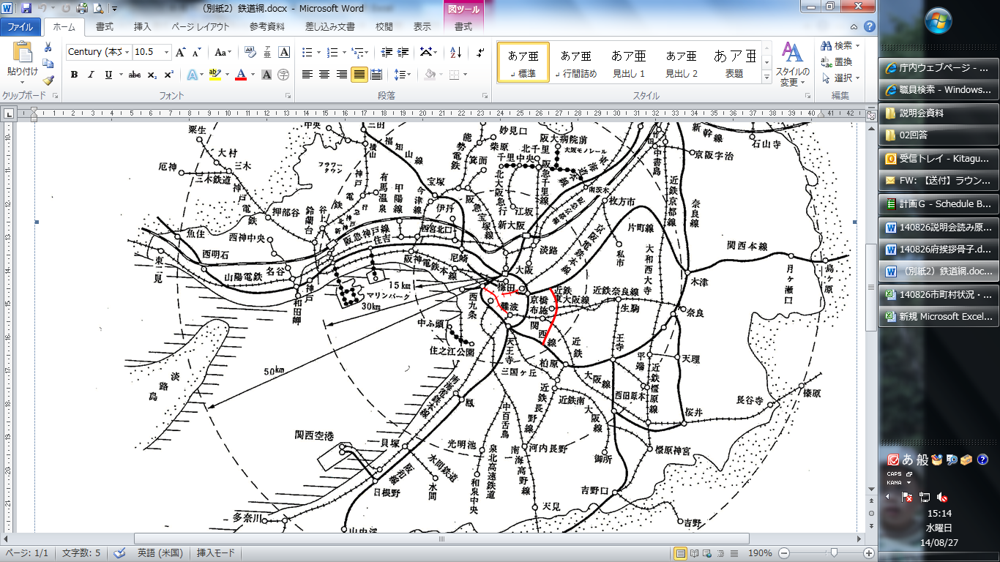 （別紙2）鉄道網.docx - Microsoft Word
図ツール
ファイル ホーム 書式 挿入 ページ レイアウト 参考資料 差し込み文書 校閲 表示 書式
貼り付け
クリップボード
Century (本文
10.5
フォント
段落
あア亜 あア亜 あア亜 あア亜 あア亜
標準 行間詰め 見出し 1 見出し 2 表題
スタイルの
変更
スタイル
検索
置換
選択
編集
粟生
中央
三田
大村
三木
厄神
三木鉄道
神戸電鉄
横山
福知山線
フラワー
タウン
神戸電鉄
有馬温泉
甲陽線
今津線
宝塚
能勢電鉄
妙見口
柴原
箕面
千里中央
北千里
阪大病院前
大阪モノレール
北大阪急行
阪急千里線
東海道本線
南茨木
新幹線
中書島
京阪宇治
石山寺
近鉄京都線
奈良線
押部谷
鈴蘭台
谷上
新神戸
伊丹
西宮北口
阪急宝塚線
江坂
新大阪
枚方市
京阪電鉄本線
片町線
魚住
西神中央
西明石
東二見
山陽電鉄
名谷
阪急神戸線
住吉
阪神電鉄本線
尼崎
淡路
大阪
私市
大和西大寺
関西本線
島ヶ原
月ヶ瀬口
木津
和田岬
神戸
マリンパーク
15km
30km
50km
梅田
西九条
難波
京橋
布施
近鉄
東大阪線
近鉄奈良線
生駒
奈良
関西線
中ふ頭
住之江公園
天王寺
三国ヶ丘
柏原
近鉄
大阪線
王寺
平端
天理
近鉄橿原線
西田原本
淡路島
南海電鉄本線
鳳
中百舌鳥
近鉄長野線
近鉄南
大阪線
長谷寺
榛原
桜井
関西空港
貝塚
光明池
泉北高速鉄道
河内長野
南海高野線
御所
橿原神宮
阪和線
水間鉄道
水間
日根野
和泉中央
天見
吉野口
吉野
多奈川
山中渓
ページ: 1/1 文字数: 5 英語 (米国) 挿入モード 190%
庁内ウェブページ - ...
職員検索 - Windows...
説明会資料
02回答
受信トレイ - Kitagu...
FW: 【送付】ラウン...
計画Ｇ - Schedule B...
140826説明会読み原...
140826府挨拶骨子.d...
（別紙2）鉄道網.doc...
140826市町村状況・...
新規 Microsoft Excel...
あ 般
CAPS
KANA
15:14
水曜日
14/08/27